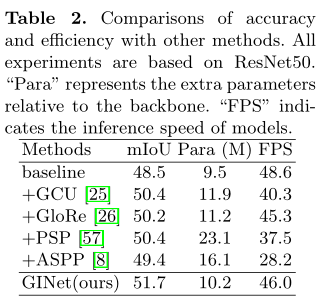 Table 2. Comparisons of accuracy
and efficiency with other methods. All
experiments are based on ResNet50.
“Para” represents the extra parameters
relative to the backbone. “FPS” indi-
cates the inference speed of models.
Methods mIoU Para (M) FPS
baseline 48.5 9.5 48.6
+GCU [25] 50.4 11.9 40.3
+GloRe [26] 50.2 11.2 45.3
+PSP [57] 50.4 23.1 37.5
+ASPP [8] 49.4 16.1 28.2
GINet(ours) 51.7 10.2 46.0